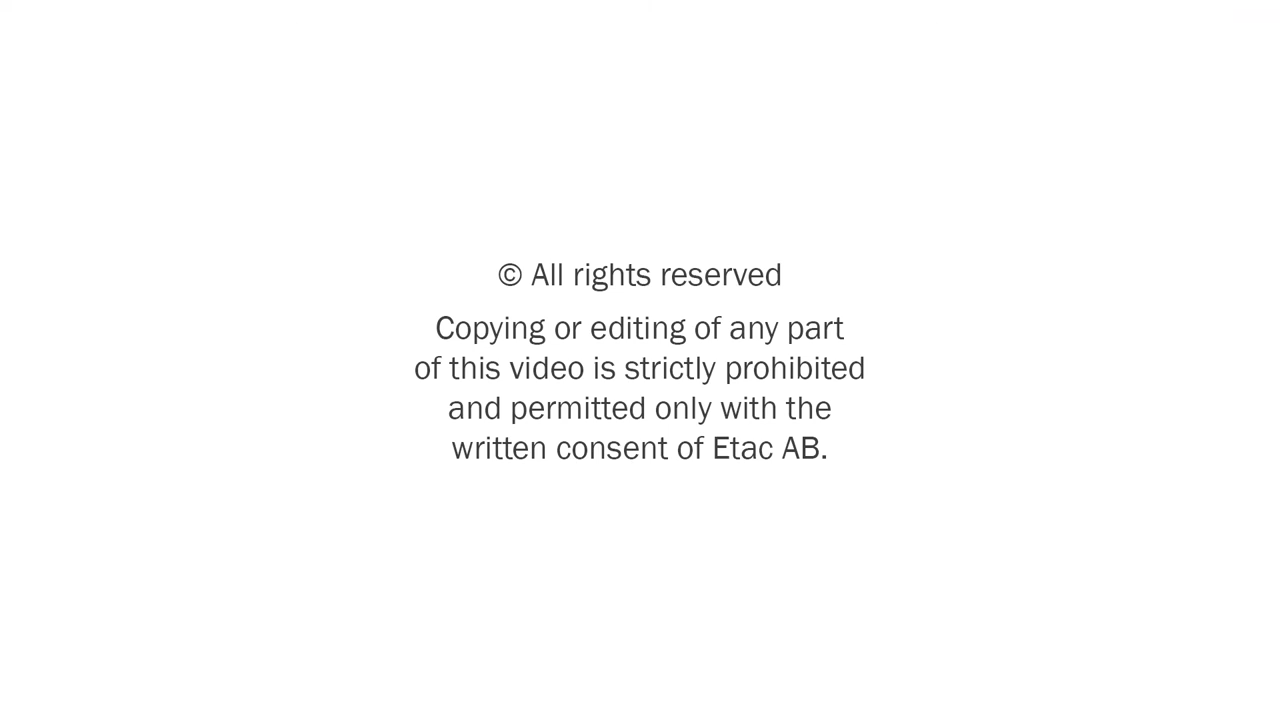 © All rights reserved
Copying or editing of any part
of this video is strictly prohibited
and permitted only with the
written consent of Etac AB.